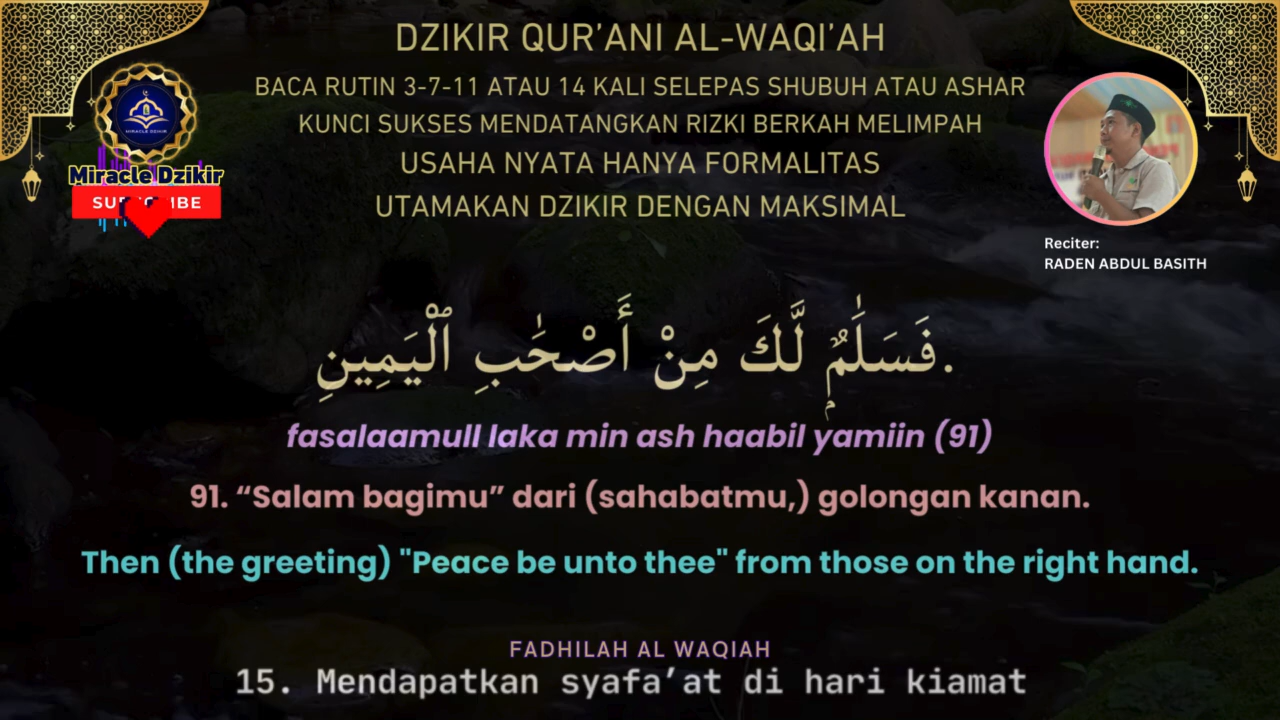 DZIKIR QUR’ANI AL-WAQI’AH
BACA RUTIN 3-7-11 ATAU 14 KALI SELEPAS SHUBUH ATAU ASHAR
KUNCI SUKSES MENDATANGKAN RIZKI BERKAH MELIMPAH
USAHA NYATA HANYA FORMALITAS
UTAMAKAN DZIKIR DENGAN MAKSIMAL
MIRACLE DZIKIR
Miracle Dzikir
Reciter:
RADEN ABDUL BASITH
فَسَلَٰمٌۭ لَّكَ مِنْ أَصْحَٰبِ ٱلْيَمِينِ.
fasalaamull laka min ash haabil yamiin (91)
91. “Salam bagimu” dari (sahabatmu,) golongan kanan.
Then (the greeting) "Peace be unto thee" from those on the right hand.
FADHILAH AL WAQIAH
15. Mendapatkan syafa’at di hari kiamat